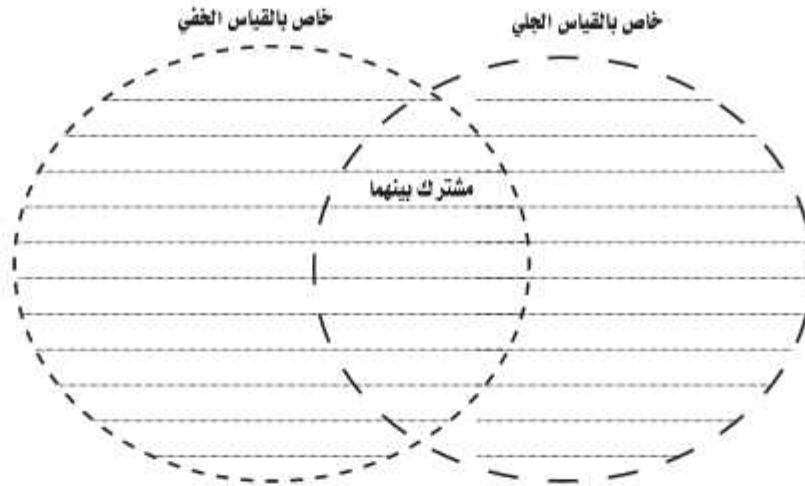 خاص بالقياس الجلي
خاص بالقياس الخفي
مشترك بينهما